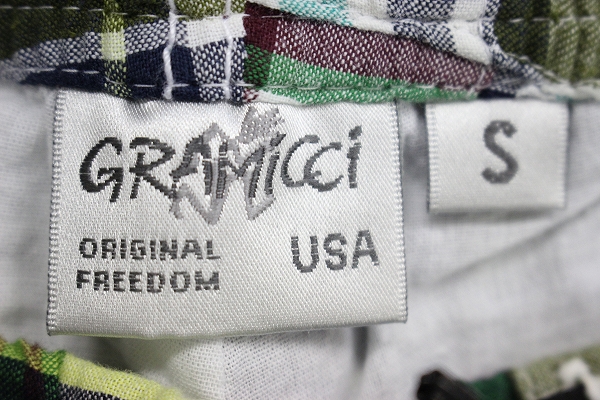 GRAMiCCi
ORIGINAL
FREEDOM
USA
S